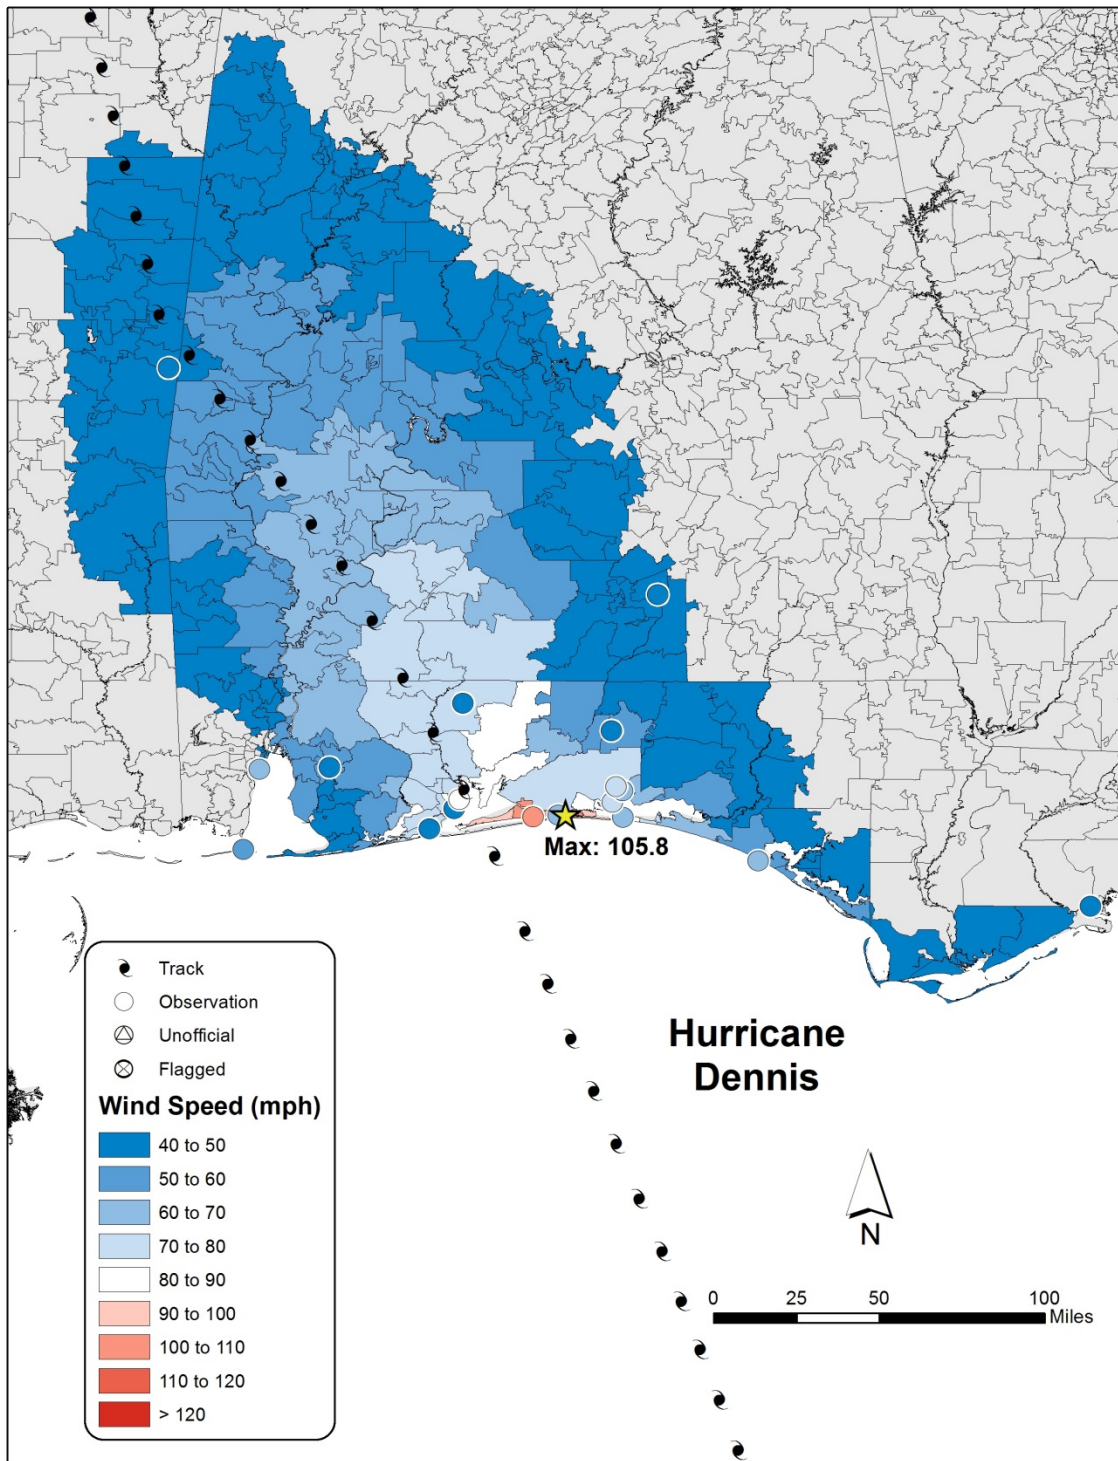 Max: 105.8
Hurricane
Dennis
Track
Observation
Unofficial
Flagged
Wind Speed (mph)
40 to 50
50 to 60
60 to 70
70 to 80
80 to 90
90 to 100
100 to 110
110 to 120
> 120
N
0 25 50 100
Miles